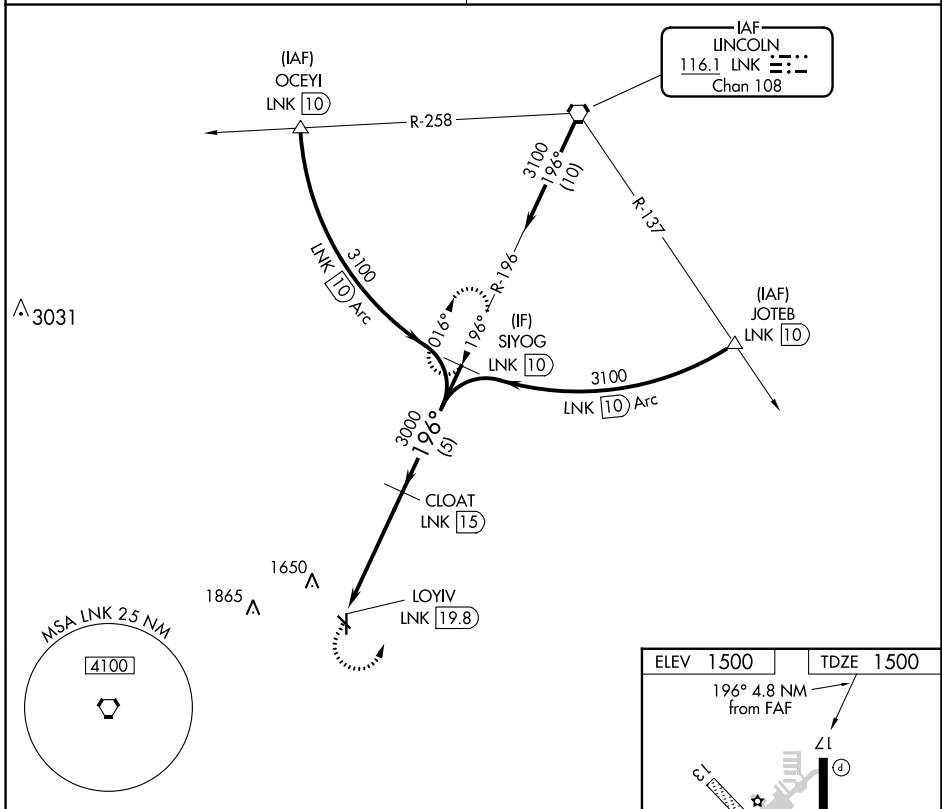 IAF
LINCOLN
116.1 LNK
Chan 108
(IAF)
OCEYI
LNK 10
R-258
3100
196°
(10)
R-137
R-196
3100
LNK 10 Arc
016°
196°
(IF)
SIYOG
LNK 10
(IAF)
JOTEB
LNK 10
3031
3100
LNK 10 Arc
3000
196°
(5)
CLOAT
LNK 15
1650
1865
LOYIV
LNK 19.8
MSA LNK 25 NM
4100
ELEV 1500
TDZE 1500
196° 4.8 NM
from FAF
17
P
13